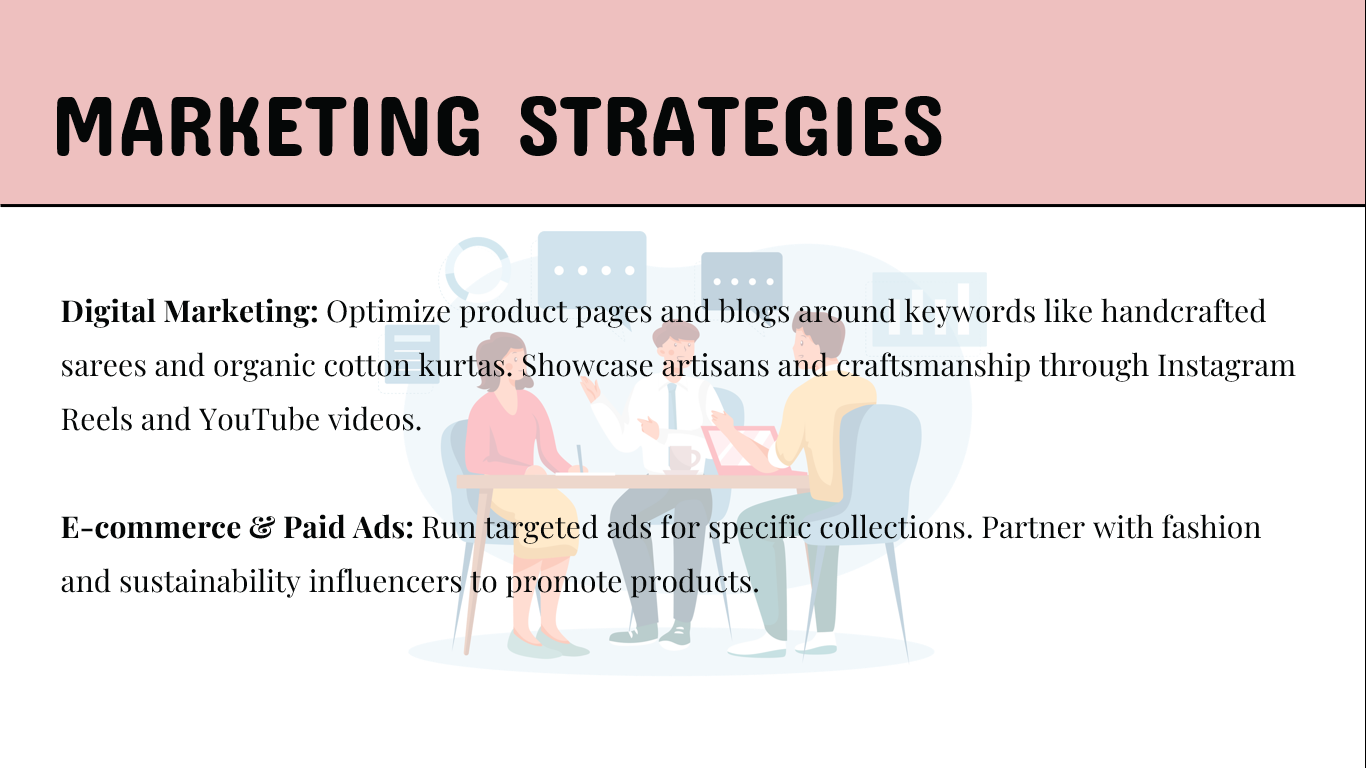 MARKETING STRATEGIES
Digital Marketing: Optimize product pages and blogs around keywords like handcrafted
sarees and organic cotton kurtas. Showcase artisans and craftsmanship through Instagram
Reels and YouTube videos.
E-commerce & Paid Ads: Run targeted ads for specific collections. Partner with fashion
and sustainability influencers to promote products.